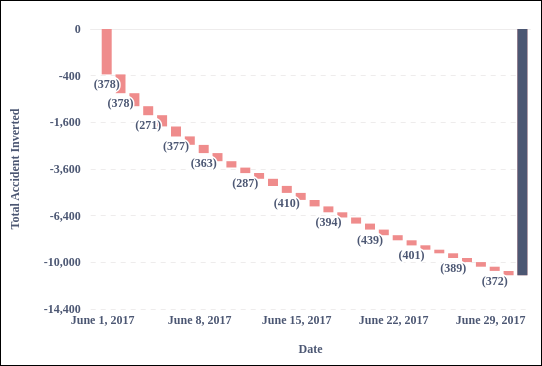 0
-400
-1,600
-3,600
-6,400
-10,000
-14,400
Total Accident Inverted
(378)
(378)
(271)
(377)
(363)
(287)
(410)
(394)
(439)
(401)
(389)
(372)
June 1, 2017
June 8, 2017
June 15, 2017
June 22, 2017
June 29, 2017
Date